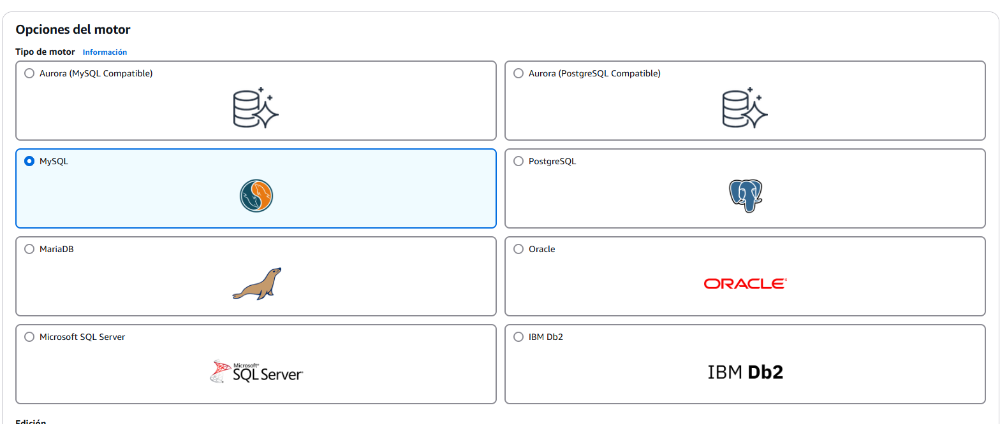 Opciones del motor
Tipo de motor Información
Aurora (MySQL Compatible)
Aurora (PostgreSQL Compatible)
MySQL
PostgreSQL
MariaDB
Oracle
ORACLE
Microsoft SQL Server
Microsoft
SQL Server
IBM Db2
IBM Db2
Edición